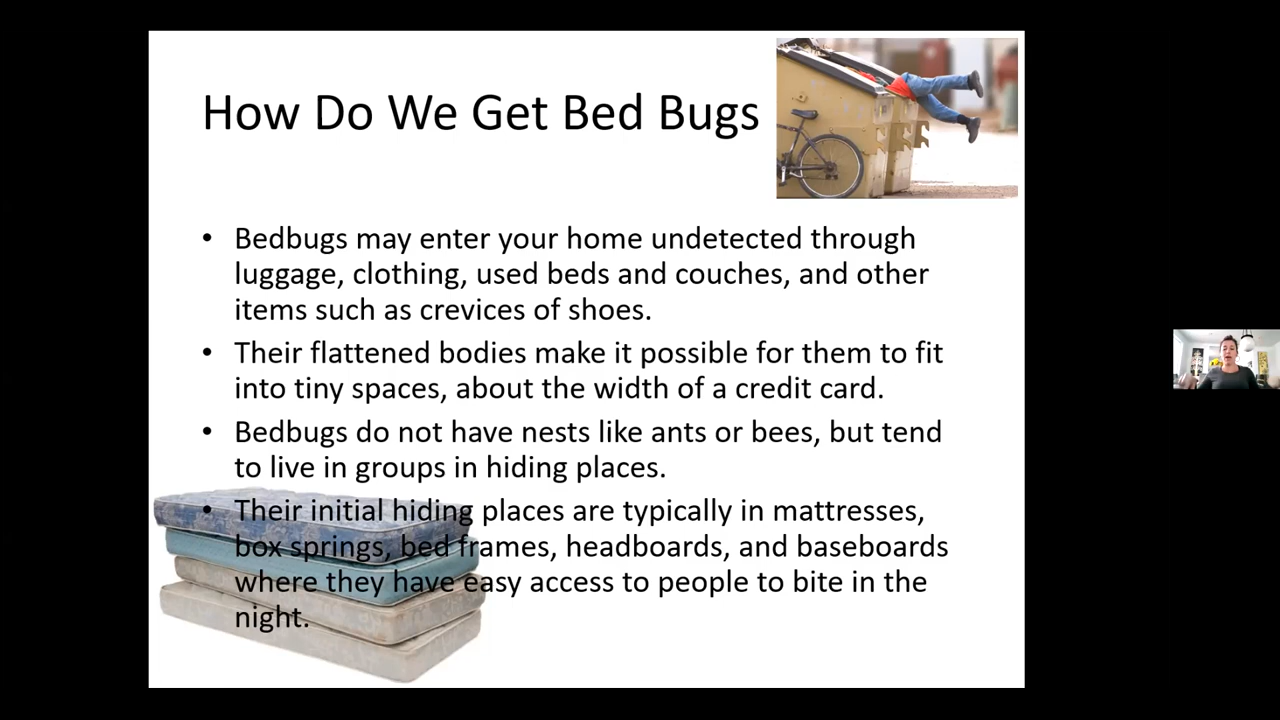 How Do We Get Bed Bugs
• Bedbugs may enter your home undetected through
luggage, clothing, used beds and couches, and other
items such as crevices of shoes.
• Their flattened bodies make it possible for them to fit
into tiny spaces, about the width of a credit card.
• Bedbugs do not have nests like ants or bees, but tend
to live in groups in hiding places.
• Their initial hiding places are typically in mattresses,
box springs, bed frames, headboards, and baseboards
where they have easy access to people to bite in the
night.